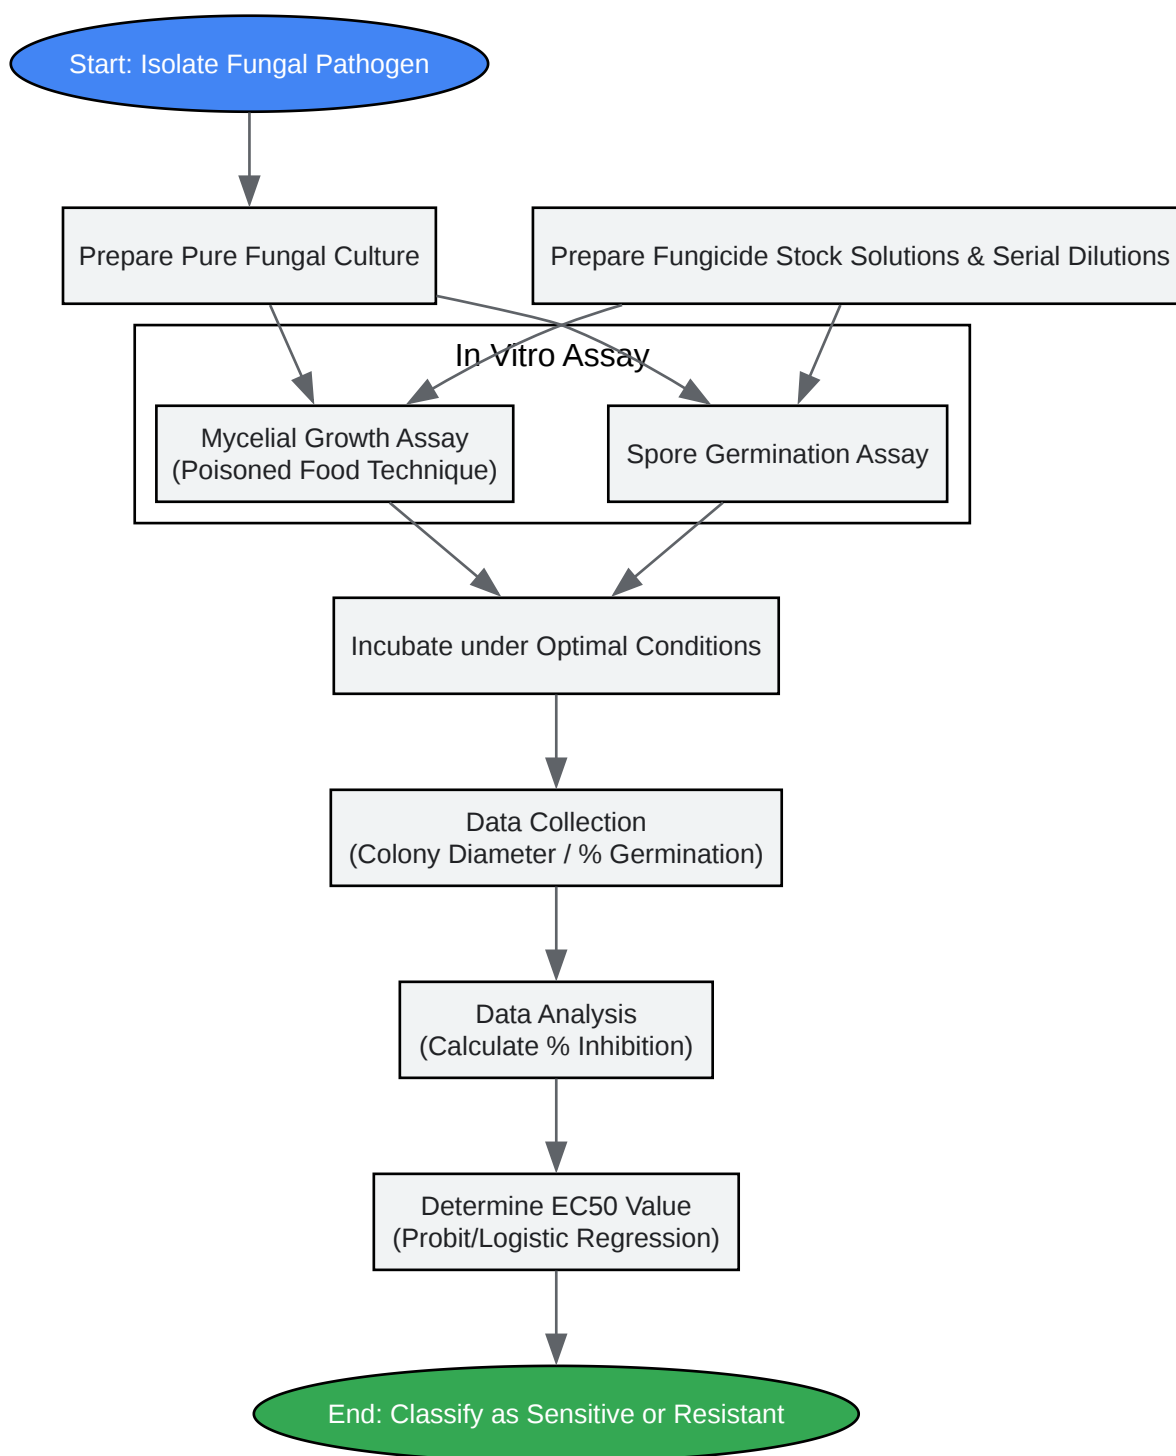 Start: Isolate Fungal Pathogen
Prepare Pure Fungal Culture
Prepare Fungicide Stock Solutions & Serial Dilutions
In Vitro Assay
Mycelial Growth Assay
(Poisoned Food Technique)
Spore Germination Assay
Incubate under Optimal Conditions
Data Collection
(Colony Diameter / % Germination)
Data Analysis
(Calculate % Inhibition)
Determine EC50 Value
(Probit/Logistic Regression)
End: Classify as Sensitive or Resistant